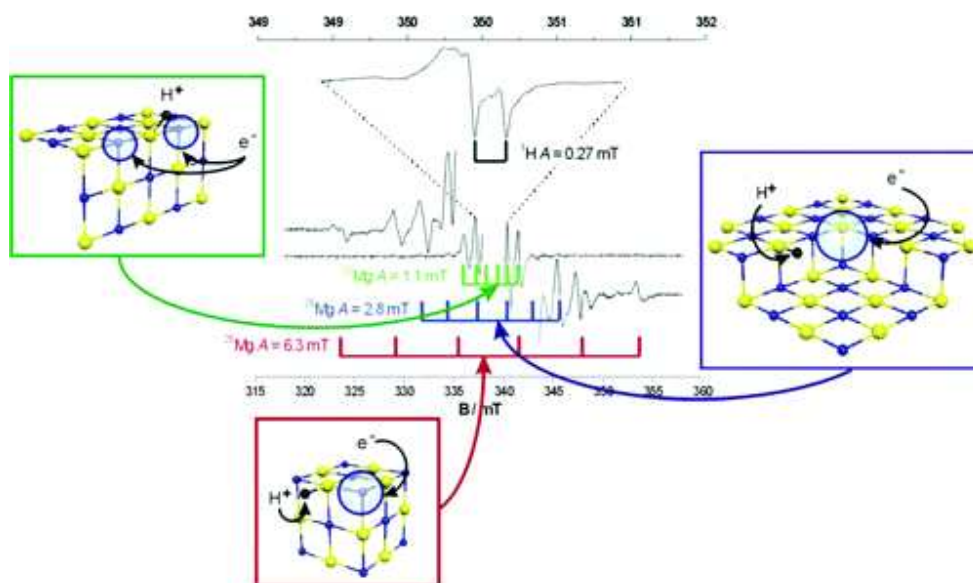 349 349 350 350 351 351 352
H⁺
e⁻
¹H A = 0.27 mT
H⁺
e⁻
Mg A = 1.1 mT
²⁵Mg A = 2.8 mT
²⁵Mg A = 6.3 mT
315 320 325 330 335 340 345 350 355 360
B / mT
e⁻
H⁺